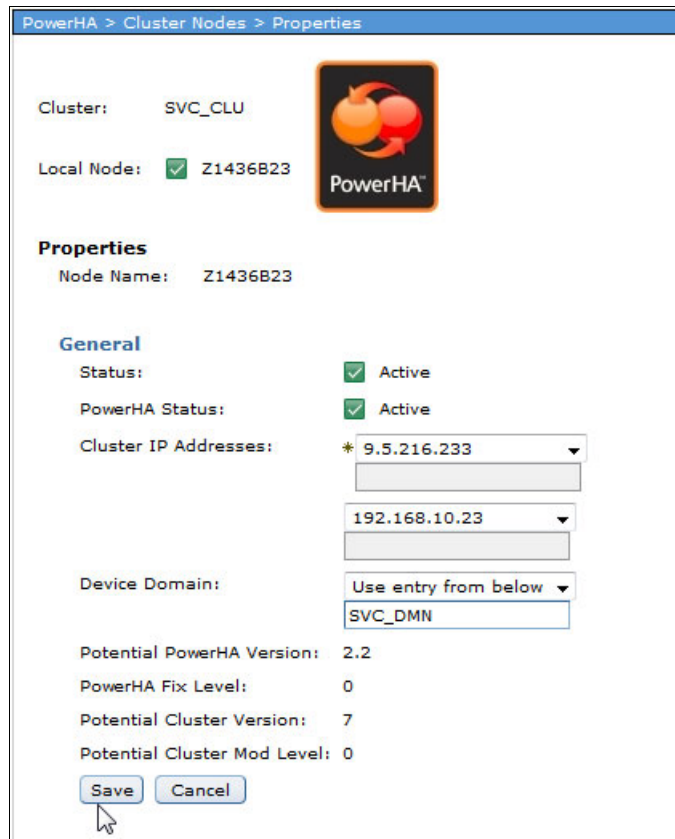 PowerHA > Cluster Nodes > Properties
Cluster: SVC_CLU
Local Node: Z1436B23
PowerHA™
Properties
Node Name: Z1436B23
General
Status: Active
PowerHA Status: Active
Cluster IP Addresses: * 9.5.216.233
192.168.10.23
Device Domain: Use entry from below
SVC_DMN
Potential PowerHA Version: 2.2
PowerHA Fix Level: 0
Potential Cluster Version: 7
Potential Cluster Mod Level: 0
Save Cancel